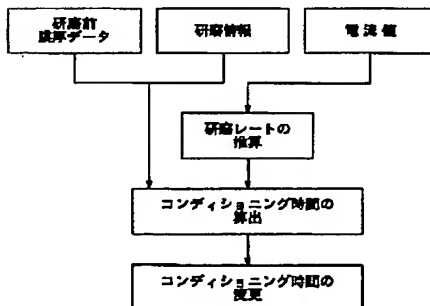 研磨前
膜厚データ
研磨情報
電流値
研磨レートの
推算
コンディショニング時間の
算出
コンディショニング時間の
変更